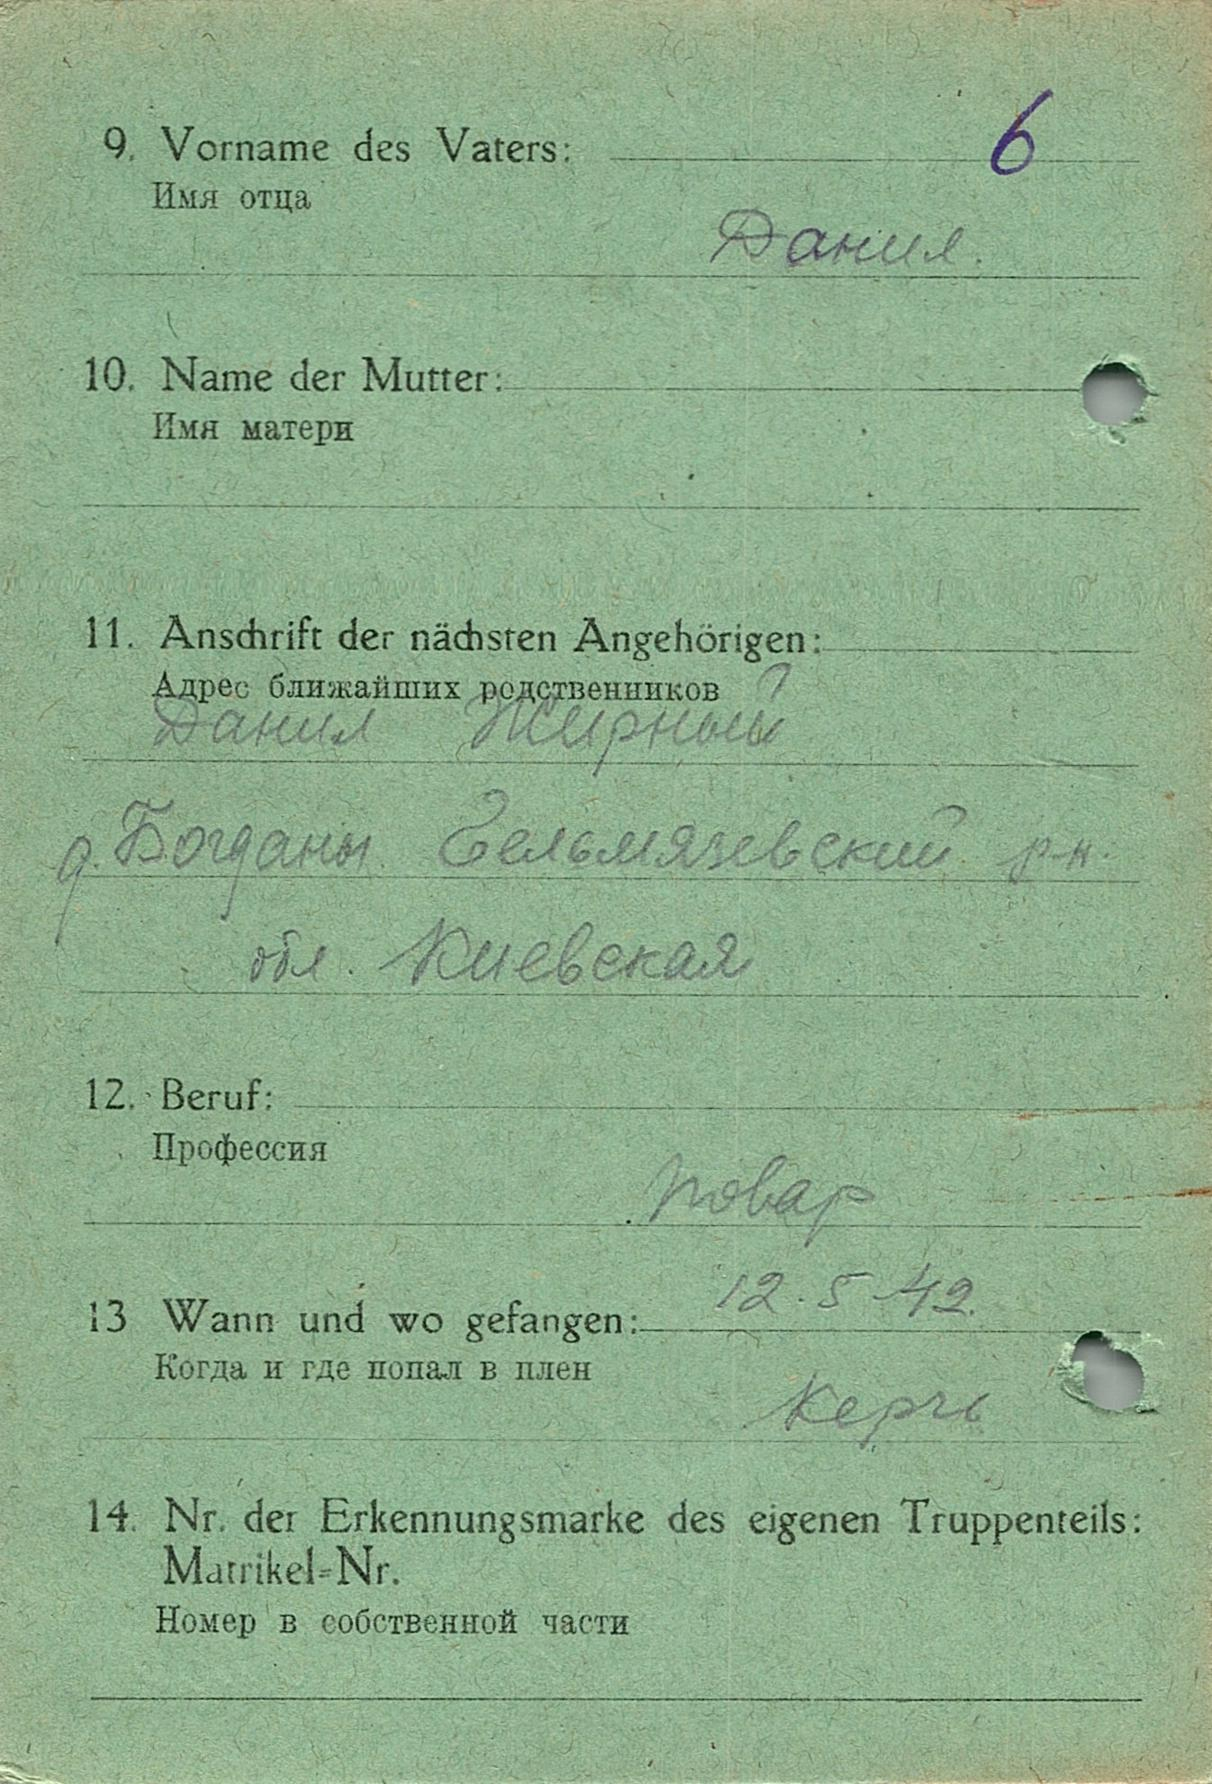 6
9. Vorname des Vaters:
Имя отца
Данил.
10. Name der Mutter:
Имя матери
11. Anschrift der nächsten Angehörigen:
Адрес ближайших родственников
Данил Жирный
д. Богданы Гельмязевский р-н.
обл. Киевская
12. Beruf:
Профессия
Повар
12.5.42.
13 Wann und wo gefangen:
Когда и где попал в плен
Керчь
14. Nr. der Erkennungsmarke des eigenen Truppenteils:
Matrikel=Nr.
Номер в собственной части